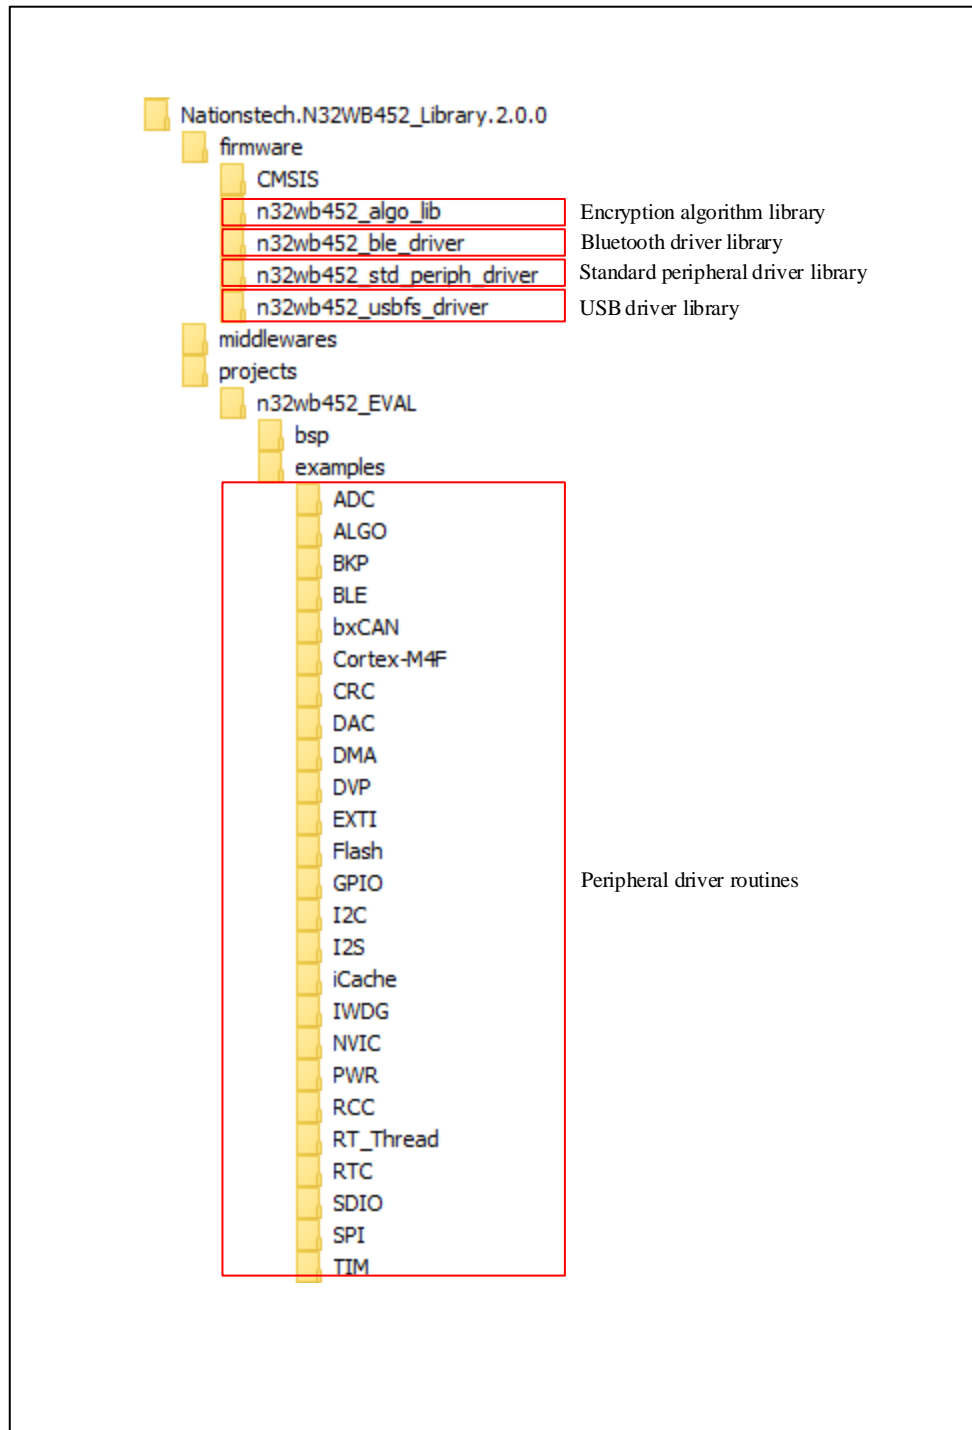 Nationstech.N32WB452_Library.2.0.0
firmware
CMSIS
n32wb452_algo_lib Encryption algorithm library
n32wb452_ble_driver Bluetooth driver library
n32wb452_std_periph_driver Standard peripheral driver library
n32wb452_usbfs_driver USB driver library
middlewares
projects
n32wb452_EVAL
bsp
examples
ADC
ALGO
BKP
BLE
bxCAN
Cortex-M4F
CRC
DAC
DMA
DVP
EXTI
Flash
GPIO Peripheral driver routines
I2C
I2S
iCache
IWDG
NVIC
PWR
RCC
RT_Thread
RTC
SDIO
SPI
TIM